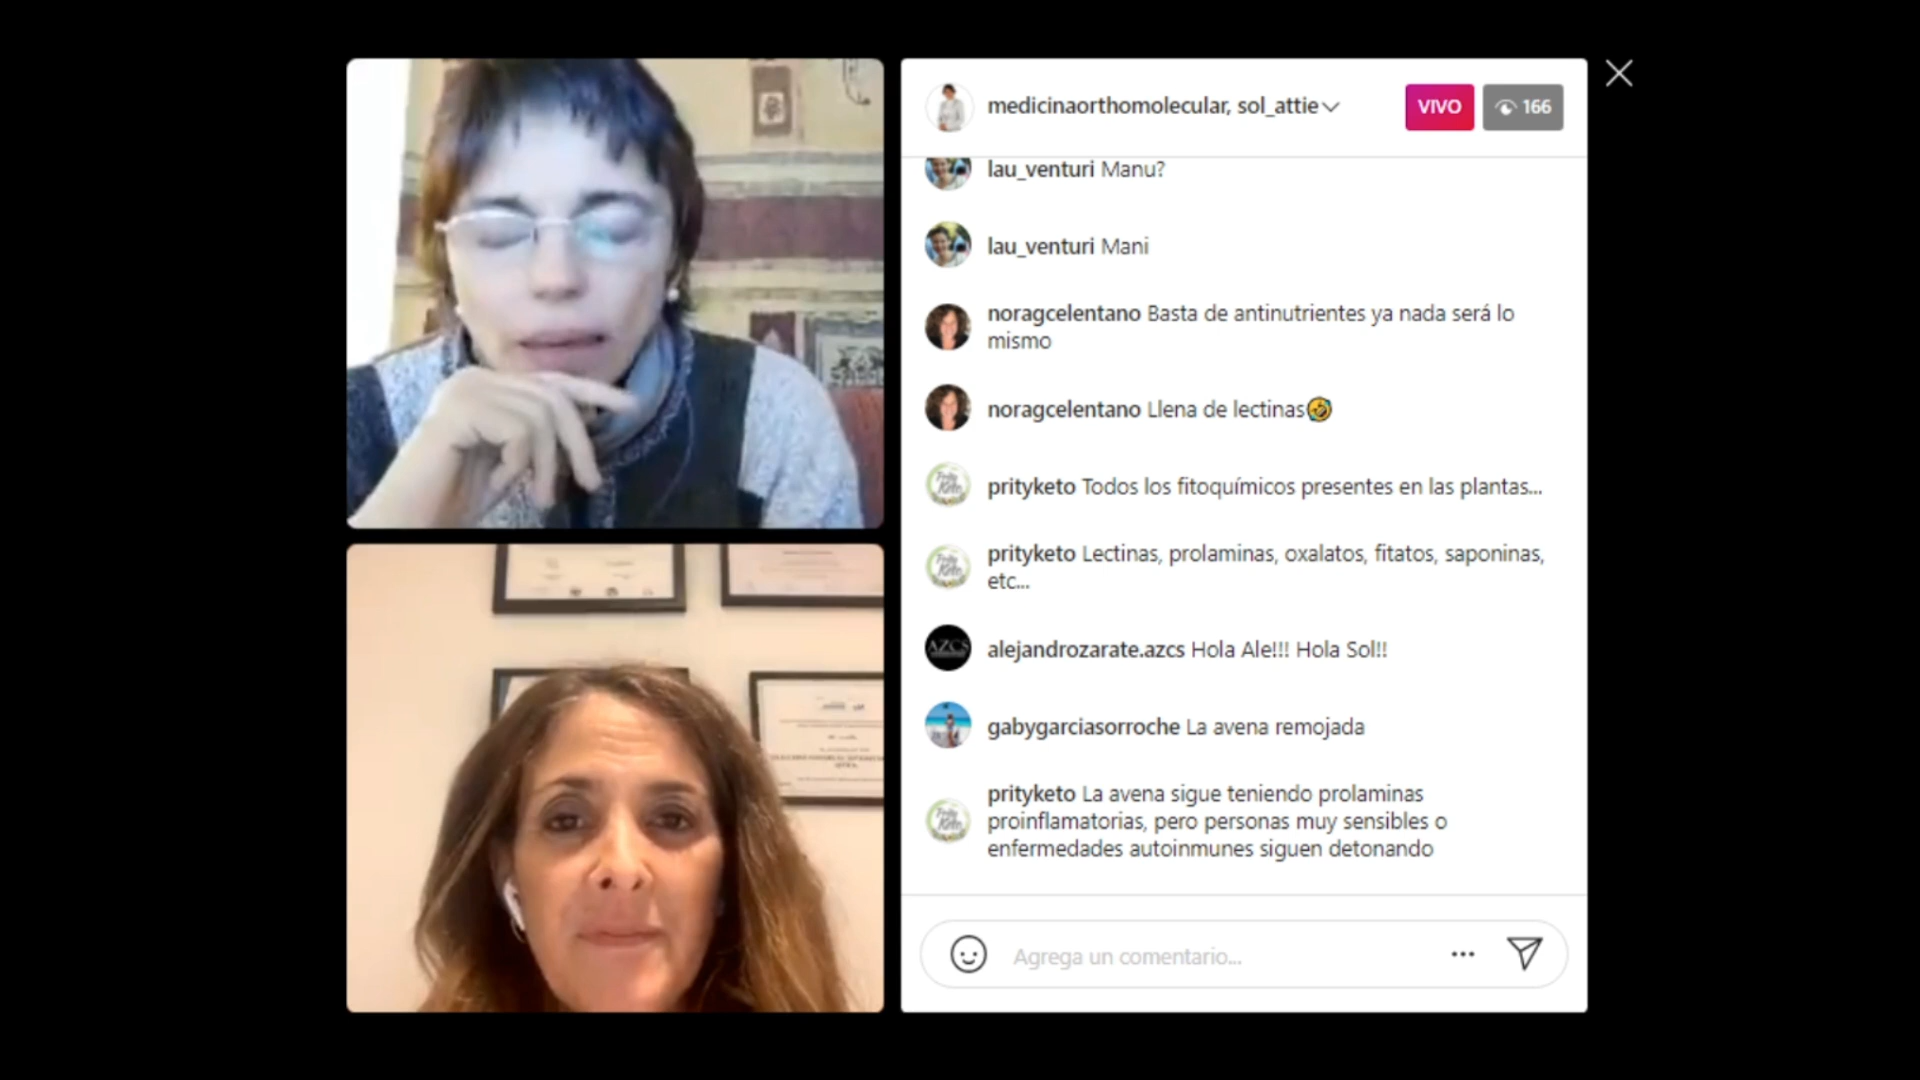 medicinaorthomolecular, sol_attie
VIVO
166
lau_venturi Manu?
lau_venturi Mani
noragcelentano Basta de antinutrientes ya nada será lo
mismo
noragcelentano Llena de lectinas🤣
prityketo Todos los fitoquímicos presentes en las plantas...
prityketo Lectinas, prolaminas, oxalatos, fitatos, saponinas,
etc...
AZCS
alejandrozarate.azcs Hola Ale!!! Hola Sol!!
gabygarciasorroche La avena remojada
prityketo La avena sigue teniendo prolaminas
proinflamatorias, pero personas muy sensibles o
enfermedades autoinmunes siguen detonando
Agrega un comentario...